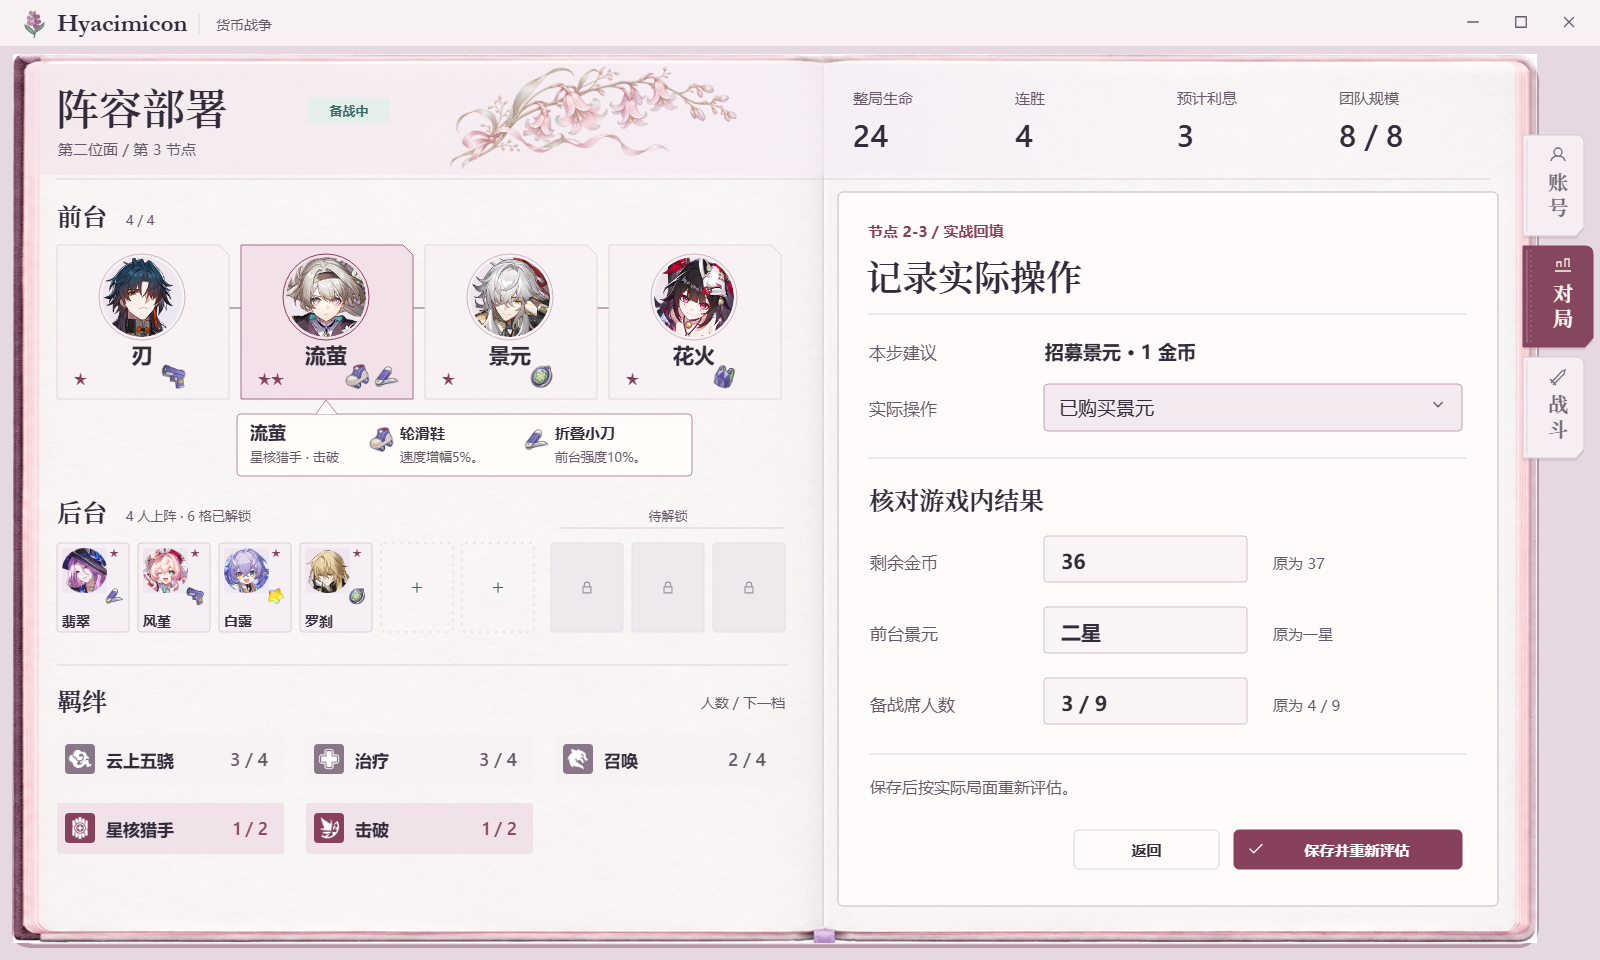 Hyacimicon 货币战争
阵容部署
备战中
第二位面 / 第 3 节点
整局生命 连胜 预计利息 团队规模
24 4 3 8 / 8
账号
对局
战斗
前台 4 / 4
刃 流萤 景元 花火
★ ★★ ★ ★
流萤
星核猎手 · 击破
轮滑鞋
速度增幅5%。
折叠小刀
前台强度10%。
后台 4 人上阵 · 6 格已解锁 待解锁
翡翠 风堇 白露 罗刹
+ +
羁绊 人数 / 下一档
云上五骁 3 / 4
治疗 3 / 4
召唤 2 / 4
星核猎手 1 / 2
击破 1 / 2
节点 2-3 / 实战回填
记录实际操作
本步建议 招募景元 • 1 金币
实际操作 已购买景元
核对游戏内结果
剩余金币 36 原为 37
前台景元 二星 原为一星
备战席人数 3 / 9 原为 4 / 9
保存后按实际局面重新评估。
返回 保存并重新评估